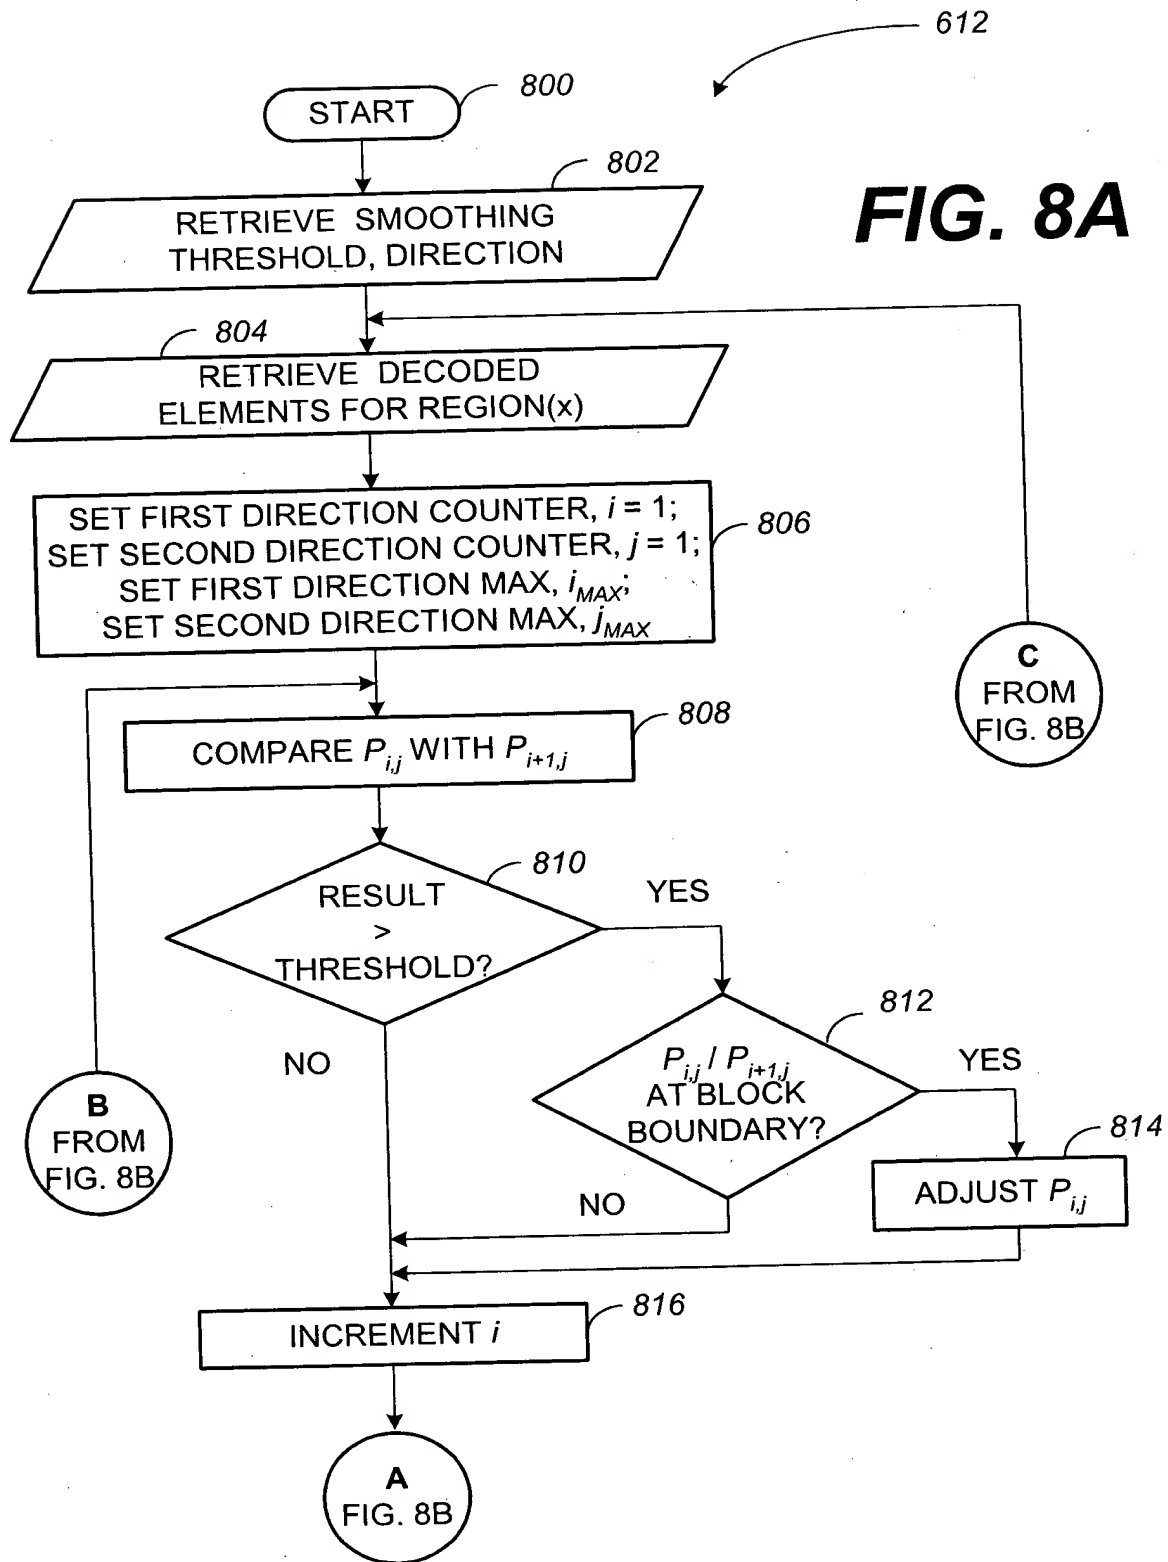 612
START
800
802
FIG. 8A
RETRIEVE SMOOTHING
THRESHOLD, DIRECTION
804
RETRIEVE DECODED
ELEMENTS FOR REGION(x)
SET FIRST DIRECTION COUNTER, i = 1;
SET SECOND DIRECTION COUNTER, j = 1;
SET FIRST DIRECTION MAX, iMAX;
SET SECOND DIRECTION MAX, jMAX
806
C
FROM
FIG. 8B
808
COMPARE Pi,j WITH Pi+1,j
810
RESULT
>
THRESHOLD?
YES
NO
812
Pi,j / Pi+1,j
AT BLOCK
BOUNDARY?
YES
NO
B
FROM
FIG. 8B
814
ADJUST Pi,j
816
INCREMENT i
A
FIG. 8B